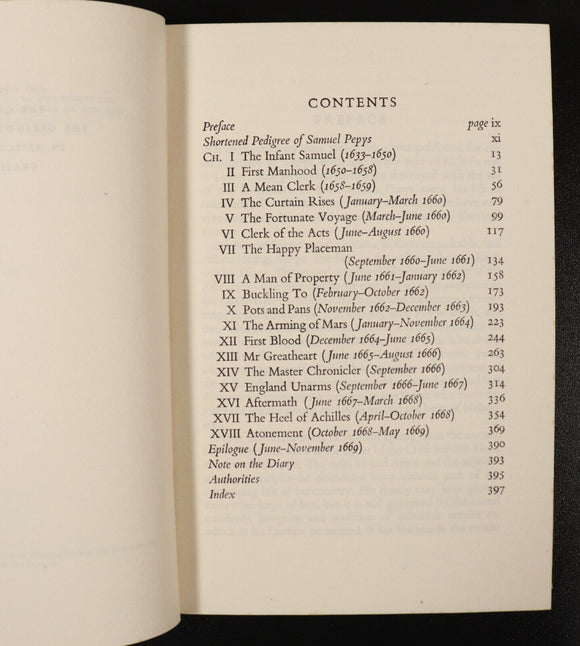 CONTENTS
Preface page ix
Shortened Pedigree of Samuel Pepys xi
CH. I The Infant Samuel (1633–1650) 13
II First Manhood (1650–1658) 31
III A Mean Clerk (1658–1659) 56
IV The Curtain Rises (January–March 1660) 79
V The Fortunate Voyage (March–June 1660) 99
VI Clerk of the Acts (June–August 1660) 117
VII The Happy Placeman
(September 1660–June 1661) 134
VIII A Man of Property (June 1661–January 1662) 158
IX Buckling To (February–October 1662) 173
X Pots and Pans (November 1662–December 1663) 193
XI The Arming of Mars (January–November 1664) 223
XII First Blood (December 1664–June 1665) 244
XIII Mr Greatheart (June 1665–August 1666) 263
XIV The Master Chronicler (September 1666) 304
XV England Unarms (September 1666–June 1667) 314
XVI Aftermath (June 1667–March 1668) 336
XVII The Heel of Achilles (April–October 1668) 354
XVIII Atonement (October 1668–May 1669) 369
Epilogue (June–November 1669) 390
Note on the Diary 393
Authorities 395
Index 397